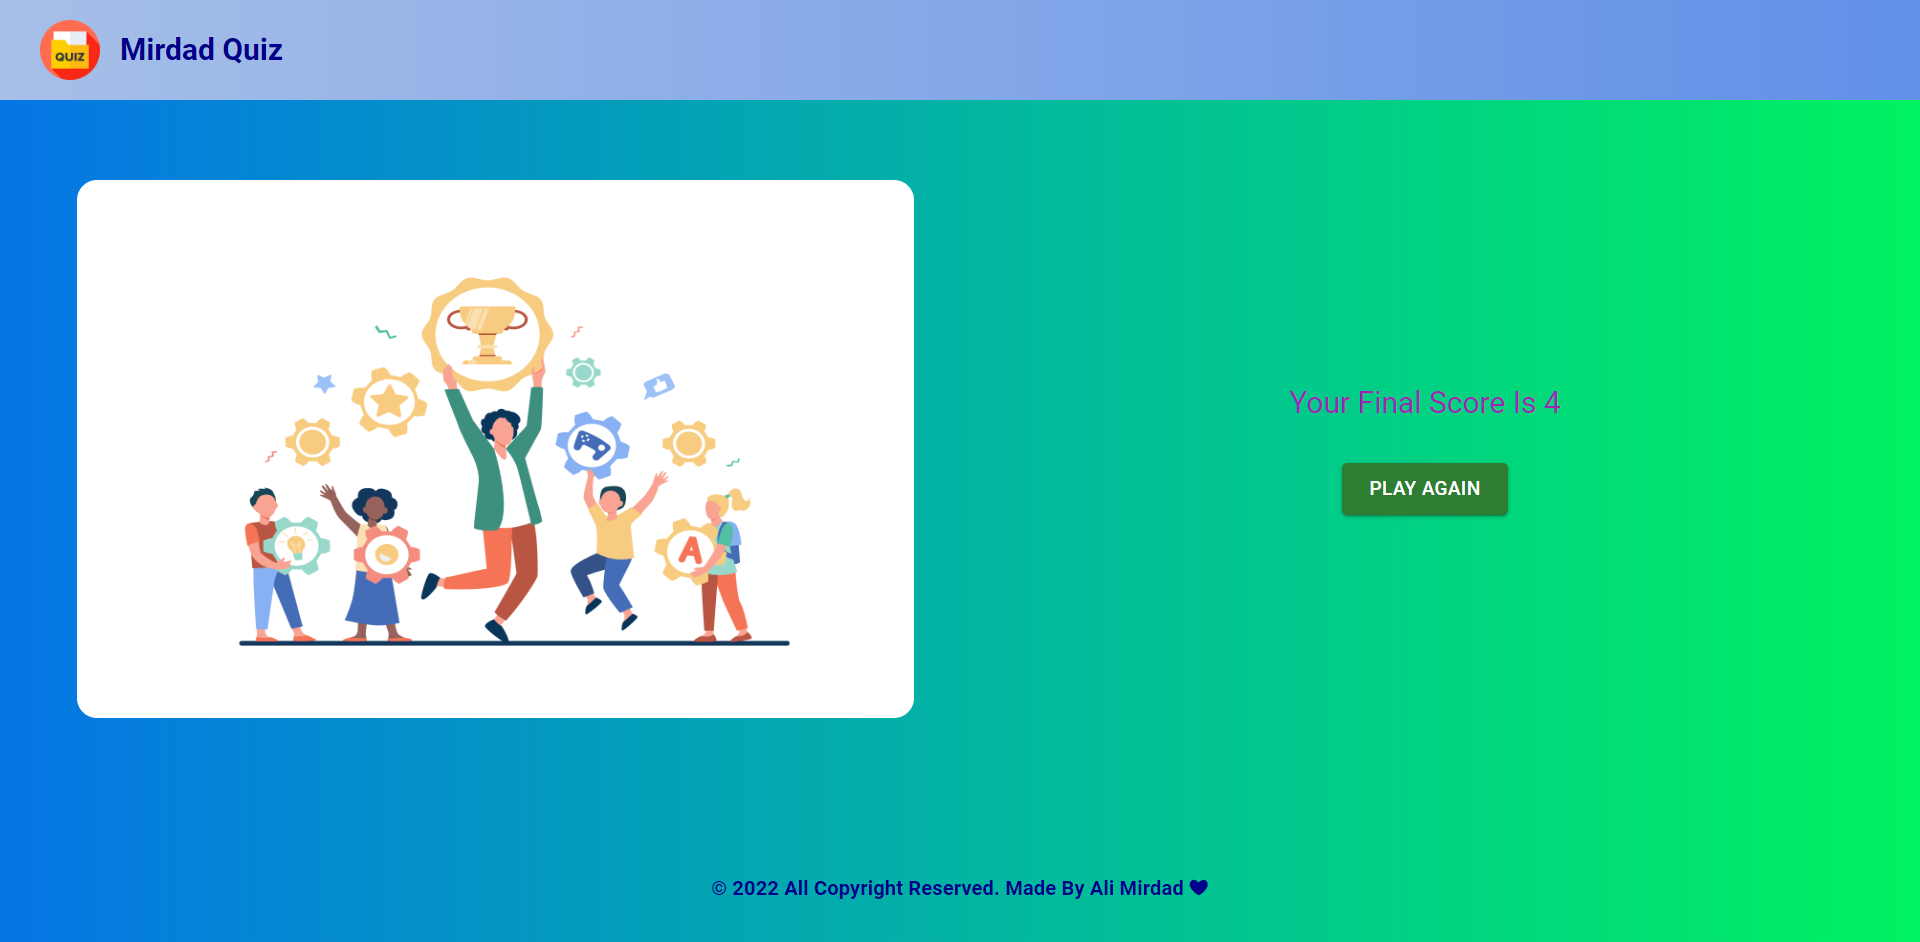 QUIZ
Mirdad Quiz
A
Your Final Score Is 4
PLAY AGAIN
© 2022 All Copyright Reserved. Made By Ali Mirdad